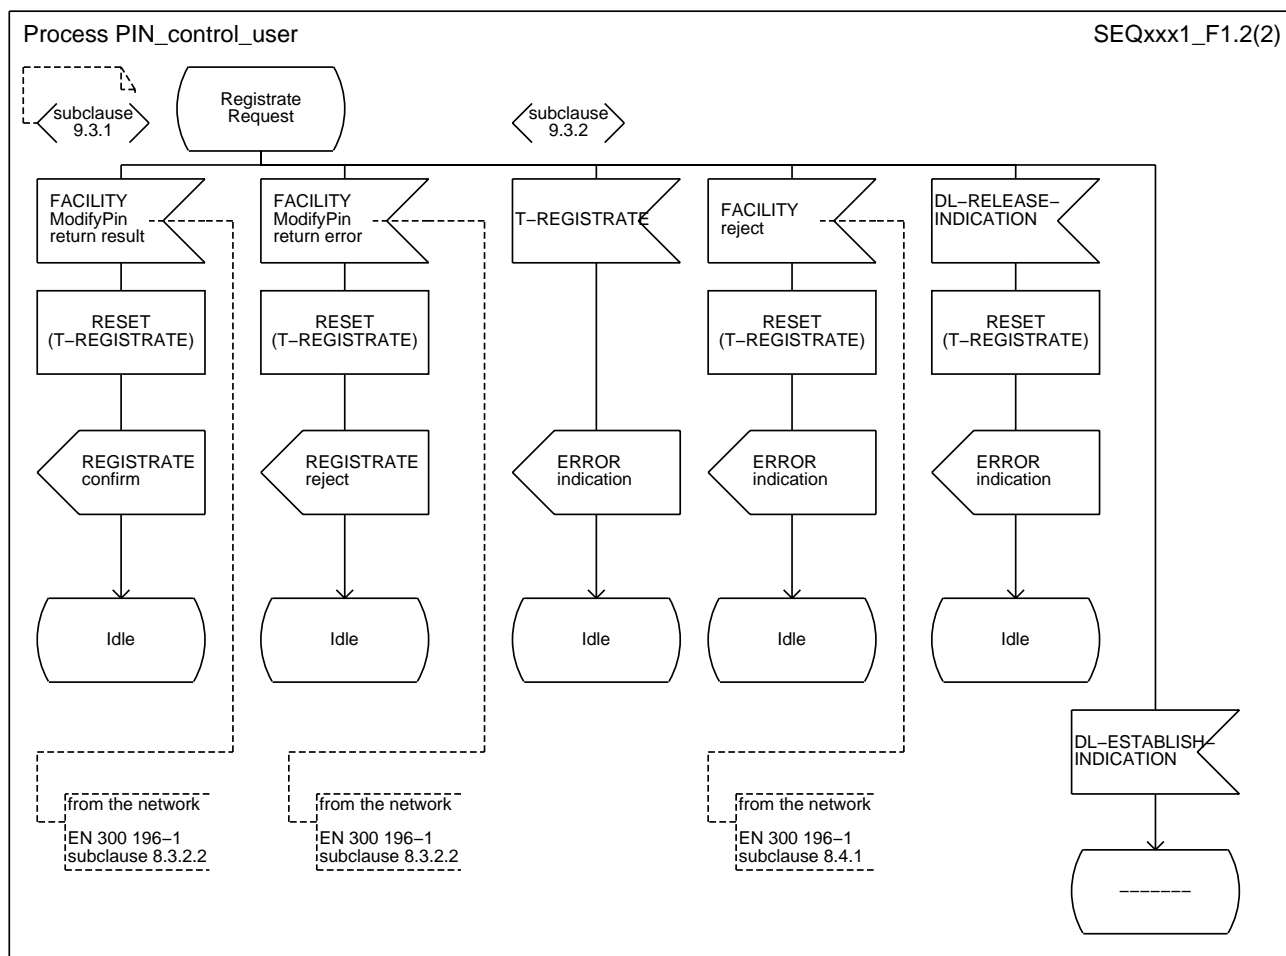 Process PIN_control_user
SEQxxx1_F1.2(2)
subclause
9.3.1
Registrate
Request
subclause
9.3.2
FACILITY
ModifyPin
return result
FACILITY
ModifyPin
return error
T−REGISTRATE
FACILITY
reject
DL−RELEASE−
INDICATION
RESET
(T−REGISTRATE)
RESET
(T−REGISTRATE)
RESET
(T−REGISTRATE)
RESET
(T−REGISTRATE)
REGISTRATE
confirm
REGISTRATE
reject
ERROR
indication
ERROR
indication
ERROR
indication
Idle
Idle
Idle
Idle
Idle
DL−ESTABLISH−
INDICATION
from the network
EN 300 196−1
subclause 8.3.2.2
from the network
EN 300 196−1
subclause 8.3.2.2
from the network
EN 300 196−1
subclause 8.4.1
−−−−−−−